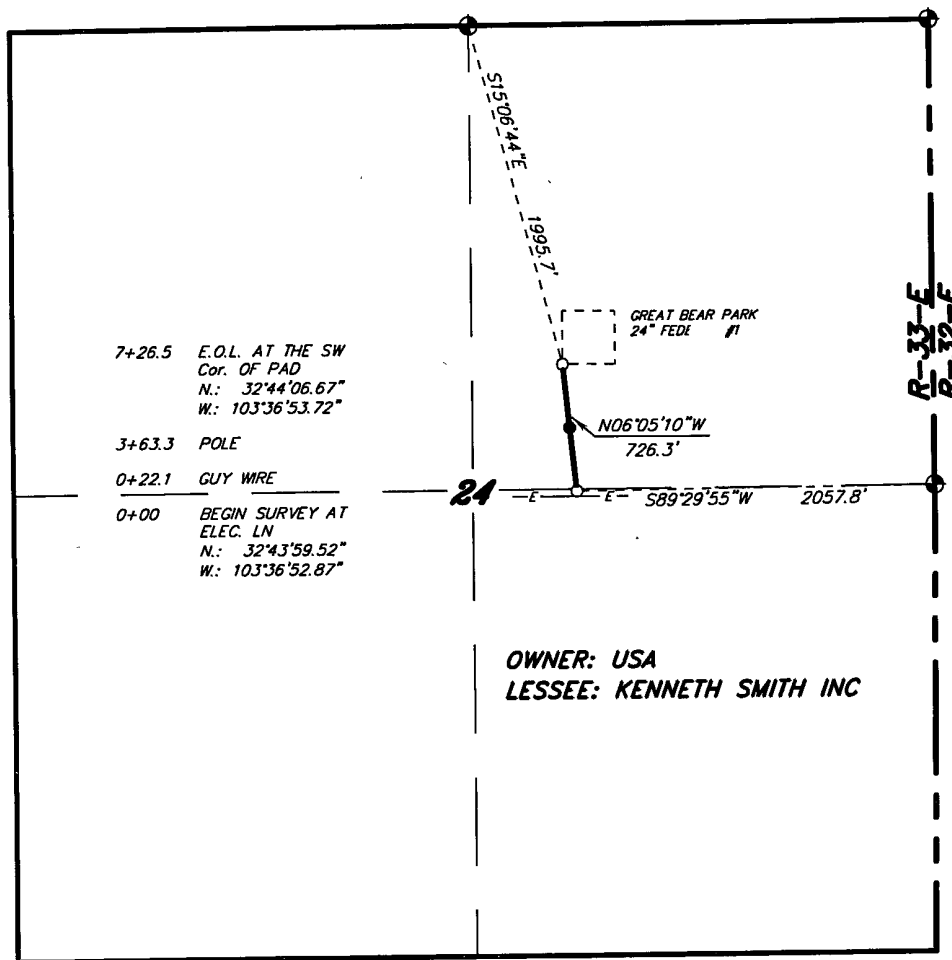 S15°06'44"E
1995.7'
GREAT BEAR PARK
24" FEDE #1
R-33-E
R-32-E
7+26.5 E.O.L. AT THE SW
Cor. OF PAD
N.: 32°44'06.67"
W.: 103°36'53.72"
3+63.3 POLE
0+22.1 GUY WIRE
0+00 BEGIN SURVEY AT
ELEC. LN
N.: 32°43'59.52"
W.: 103°36'52.87"
N06°05'10"W
726.3'
24
E E S89°29'55"W 2057.8'
OWNER: USA
LESSEE: KENNETH SMITH INC